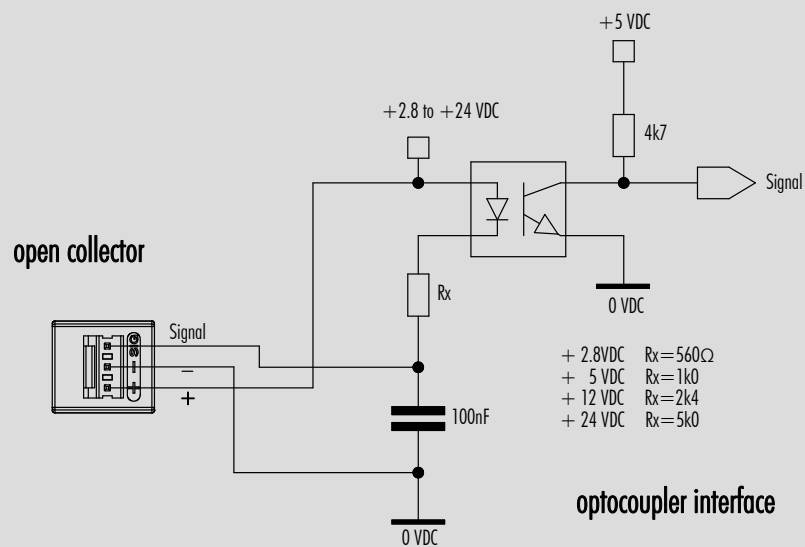 +5 VDC
+2.8 to +24 VDC
4k7
Signal
open collector
0 VDC
Rx
Signal
SIG
–
+
–
+
+ 2.8VDC Rx=560Ω
+ 5 VDC Rx=1k0
+ 12 VDC Rx=2k4
+ 24 VDC Rx=5k0
100nF
optocoupler interface
0 VDC